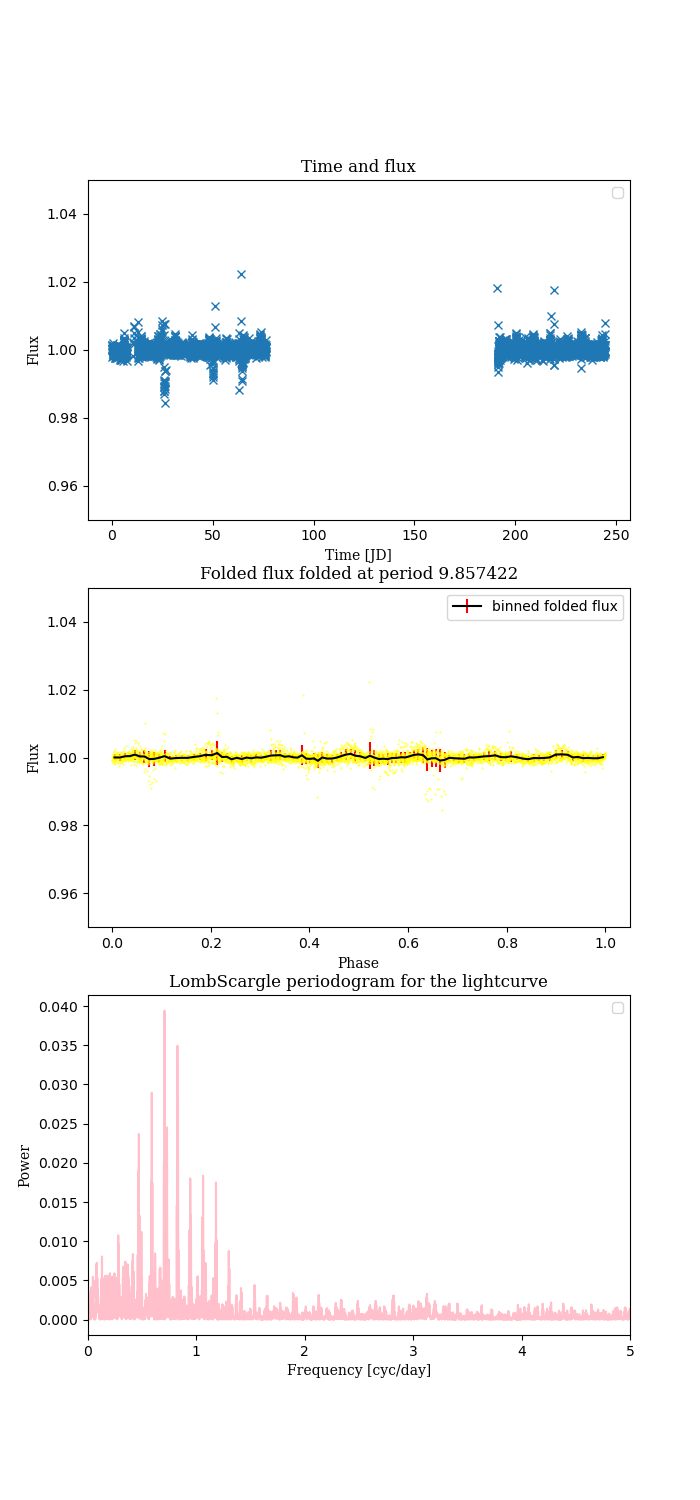 Time and flux
1.04
1.02
1.00
0.98
0.96
Flux
0 50 100 150 200 250
Time [JD]
Folded flux folded at period 9.857422
binned folded flux
1.04
1.02
1.00
0.98
0.96
Flux
0.0 0.2 0.4 0.6 0.8 1.0
Phase
LombScargle periodogram for the lightcurve
0.040
0.035
0.030
0.025
0.020
0.015
0.010
0.005
0.000
Power
0 1 2 3 4 5
Frequency [cyc/day]